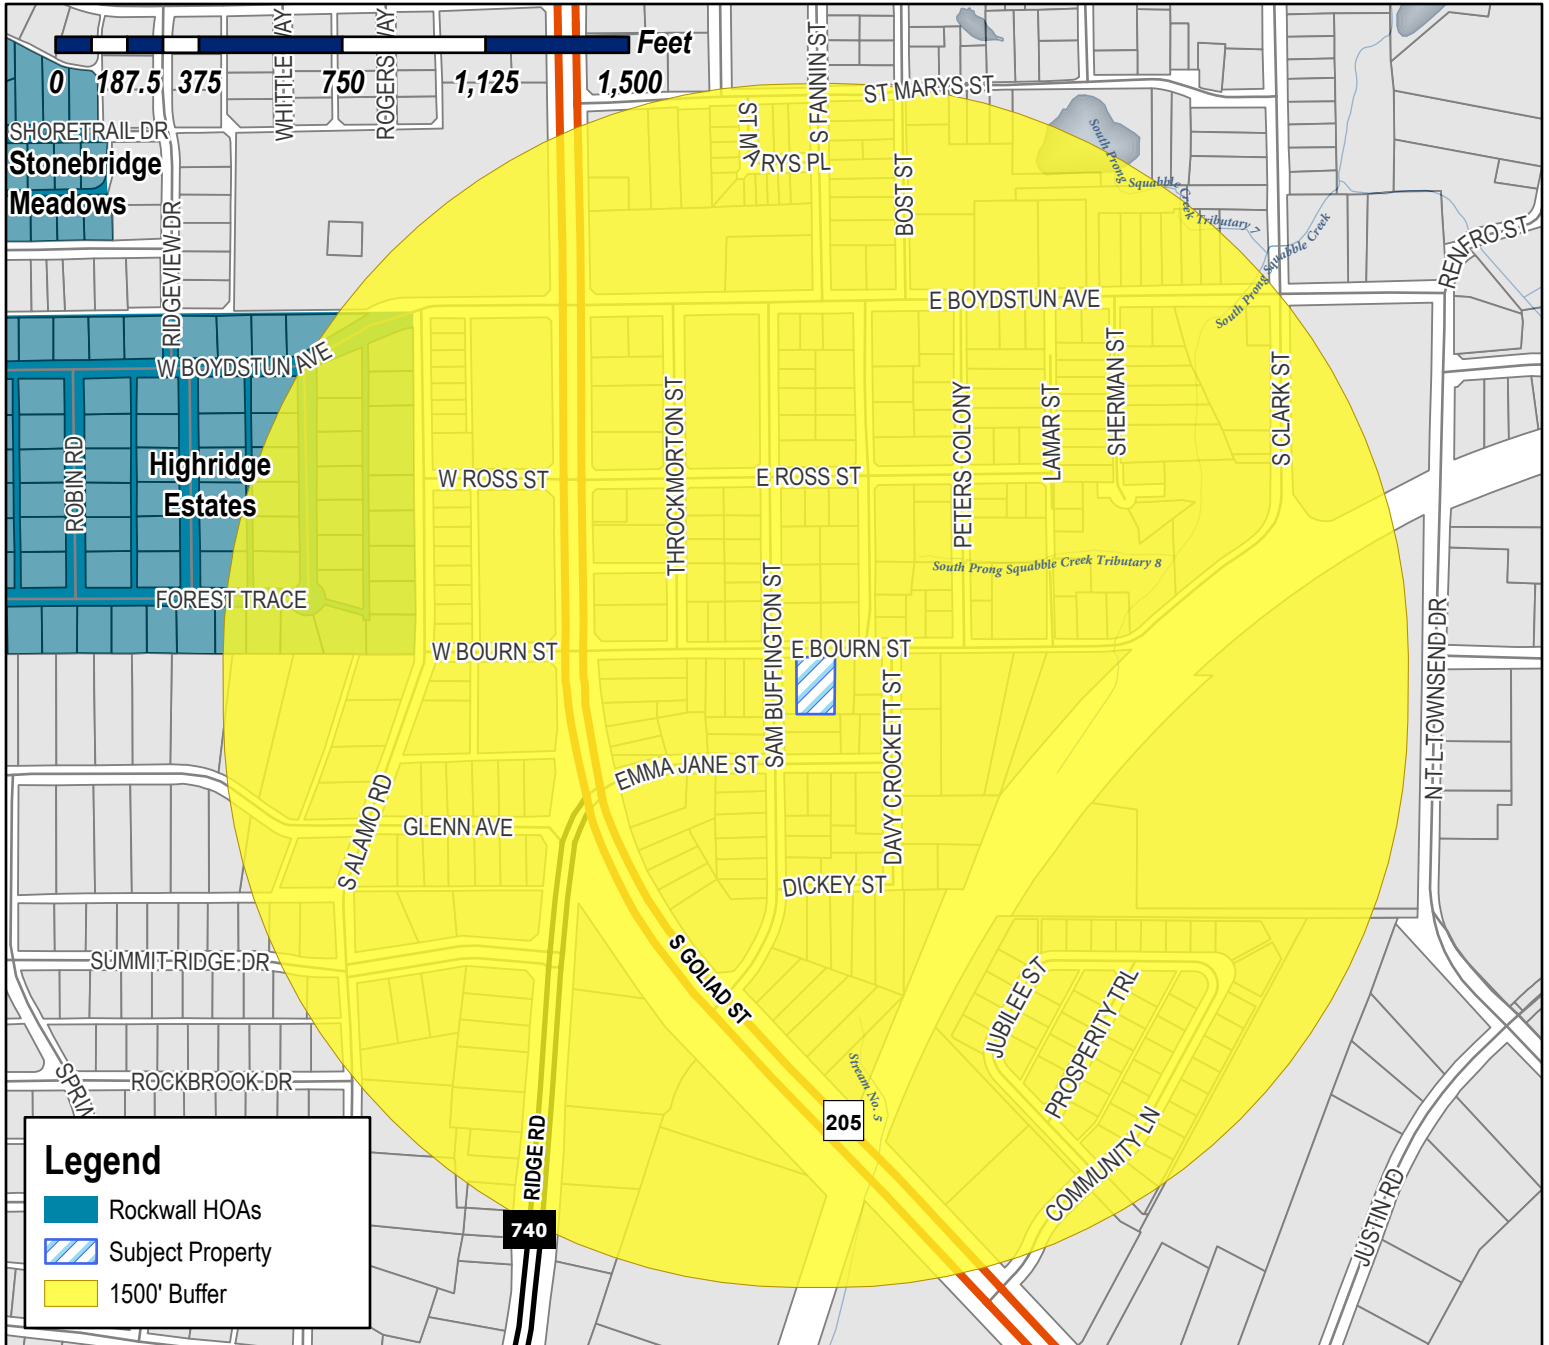 Feet
0 187.5 375 750 1,125 1,500
WHITTLE WAY
ROGERS WAY
S FANNIN ST
ST MARYS ST
ST MARYS PL
BOST ST
SHORETRAIL DR
Stonebridge
Meadows
RIDGEVIEW DR
South Prong Squabble Creek Tributary 7
South Prong Squabble Creek
RENFRO ST
E BOYDSTUN AVE
W BOYDSTUN AVE
SHERMAN ST
S CLARK ST
THROCKMORTON ST
PETERS COLONY
LAMAR ST
ROBIN RD
Highridge
Estates
W ROSS ST
E ROSS ST
South Prong Squabble Creek Tributary 8
FOREST TRACE
SAM BUFFINGTON ST
W BOURN ST
E BOURN ST
N T L TOWNSEND DR
DAVY CROCKETT ST
EMMA JANE ST
S ALAMO RD
GLENN AVE
DICKEY ST
SUMMIT RIDGE DR
S GOLIAD ST
JUBILEE ST
PROSPERITY TRL
ROCKBROOK DR
Stream No. 5
205
COMMUNITY LN
RIDGE RD
740
JUSTIN RD
Legend
Rockwall HOAs
Subject Property
1500' Buffer